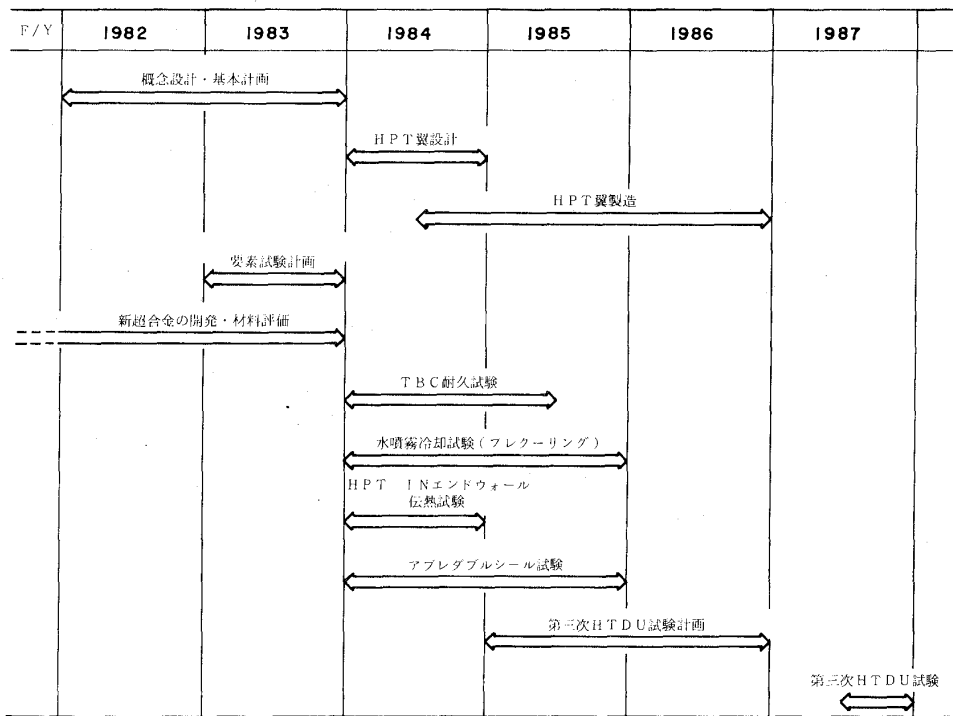 F/Y 1982 1983 1984 1985 1986 1987
概念設計・基本計画
HPT翼設計
HPT翼製造
要素試験計画
新超合金の開発・材料評価
TBC耐久試験
水噴霧冷却試験(プレクーリング)
HPT INエンドウォール
伝熱試験
アブレダブルシール試験
第三次HTDU試験計画
第三次HTDU試験